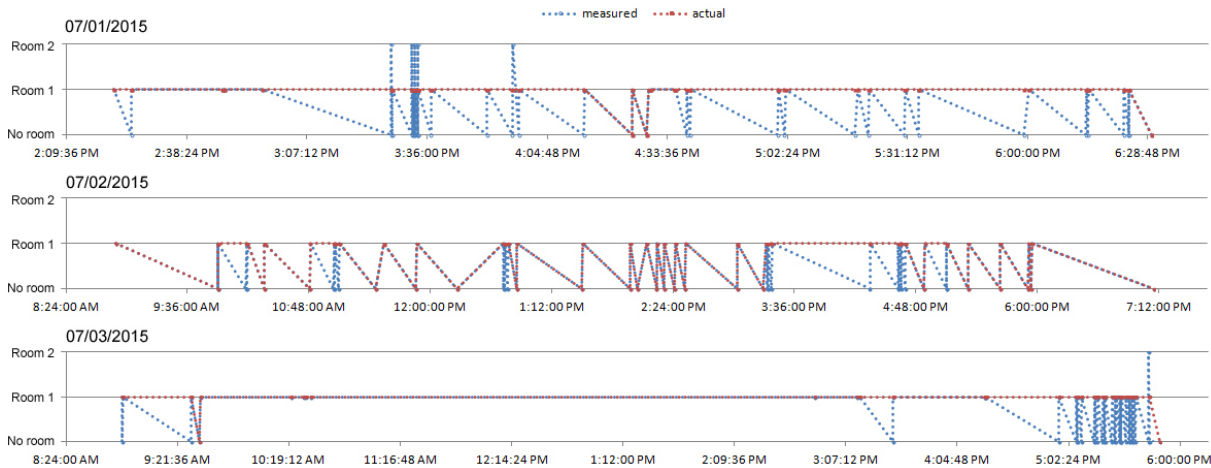 measured actual
07/01/2015
Room 2
Room 1
No room
2:09:36 PM 2:38:24 PM 3:07:12 PM 3:36:00 PM 4:04:48 PM 4:33:36 PM 5:02:24 PM 5:31:12 PM 6:00:00 PM 6:28:48 PM
07/02/2015
Room 2
Room 1
No room
8:24:00 AM 9:36:00 AM 10:48:00 AM 12:00:00 PM 1:12:00 PM 2:24:00 PM 3:36:00 PM 4:48:00 PM 6:00:00 PM 7:12:00 PM
07/03/2015
Room 2
Room 1
No room
8:24:00 AM 9:21:36 AM 10:19:12 AM 11:16:48 AM 12:14:24 PM 1:12:00 PM 2:09:36 PM 3:07:12 PM 4:04:48 PM 5:02:24 PM 6:00:00 PM